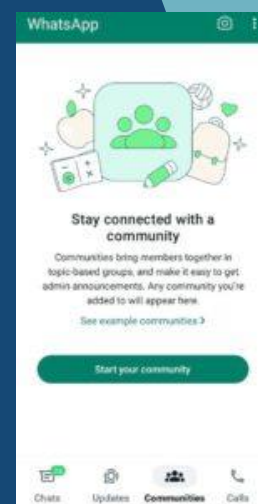 WhatsApp
Stay connected with a
community
Communities bring members together in
topic-based groups, and make it easy to get
admin announcements. Any community you're
added to will appear here.
See example communities >
Start your community
Chats Updates Communities Calls